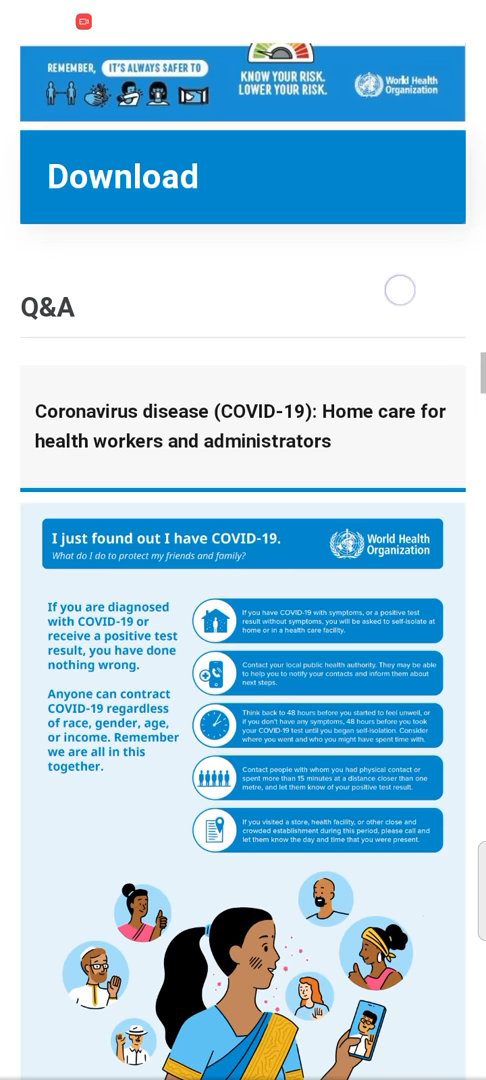 REMEMBER, IT'S ALWAYS SAFER TO
KNOW YOUR RISK.
LOWER YOUR RISK.
World Health
Organization
Download
Q&A
Coronavirus disease (COVID-19): Home care for
health workers and administrators
I just found out I have COVID-19.
What do I do to protect my friends and family?
World Health
Organization
If you are diagnosed
with COVID-19 or
receive a positive test
result, you have done
nothing wrong.
Anyone can contract
COVID-19 regardless
of race, gender, age,
or income. Remember
we are all in this
together.
If you have COVID-19 with symptoms, or a positive test
result without symptoms, you will be asked to self-isolate at
home or in a health care facility.
Contact your local public health authority. They may be able
to help you to notify your contacts and inform them about
next steps.
Think back to 48 hours before you started to feel unwell, or
if you don't have any symptoms, 48 hours before you took
your COVID-19 test until you began self-isolation. Consider
where you went and who you might have spent time with.
Contact people with whom you had physical contact or
spent more than 15 minutes at a distance closer than one
metre, and let them know of your positive test result.
If you visited a store, health facility, or other close and
crowded establishment during this period, please call and
let them know the day and time that you were present.